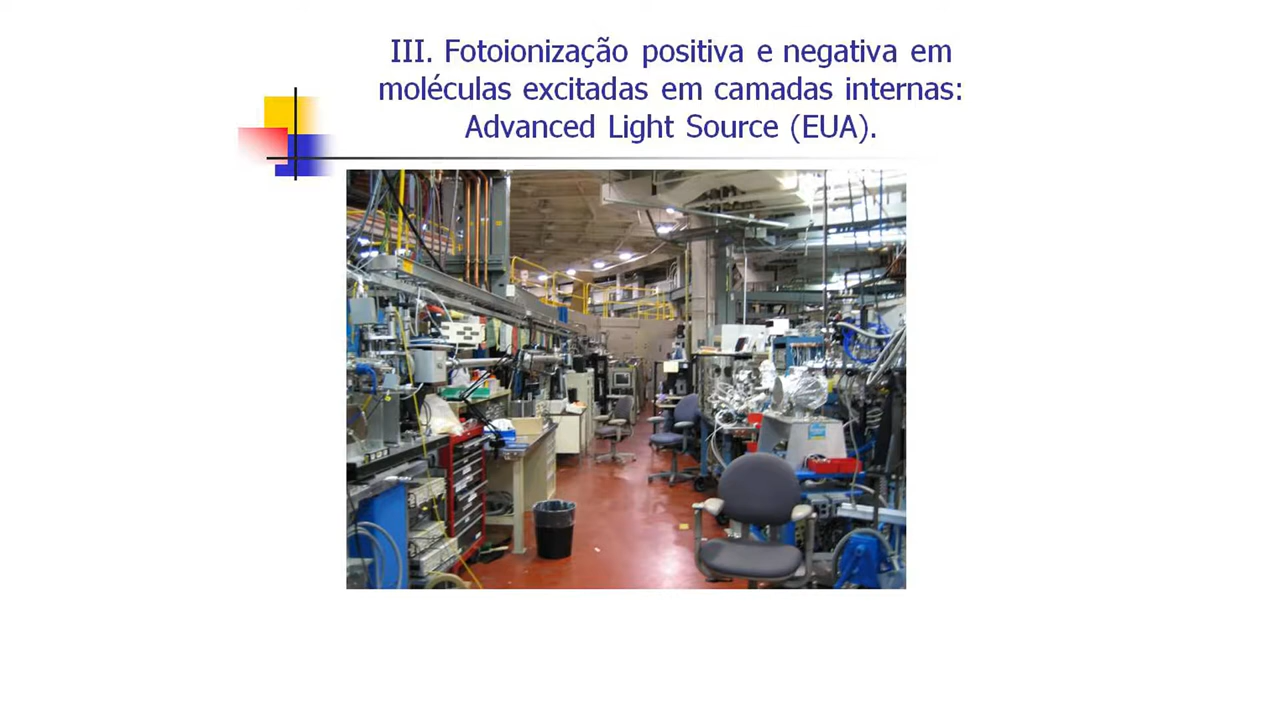 III. Fotoionização positiva e negativa em
moléculas excitadas em camadas internas:
Advanced Light Source (EUA).